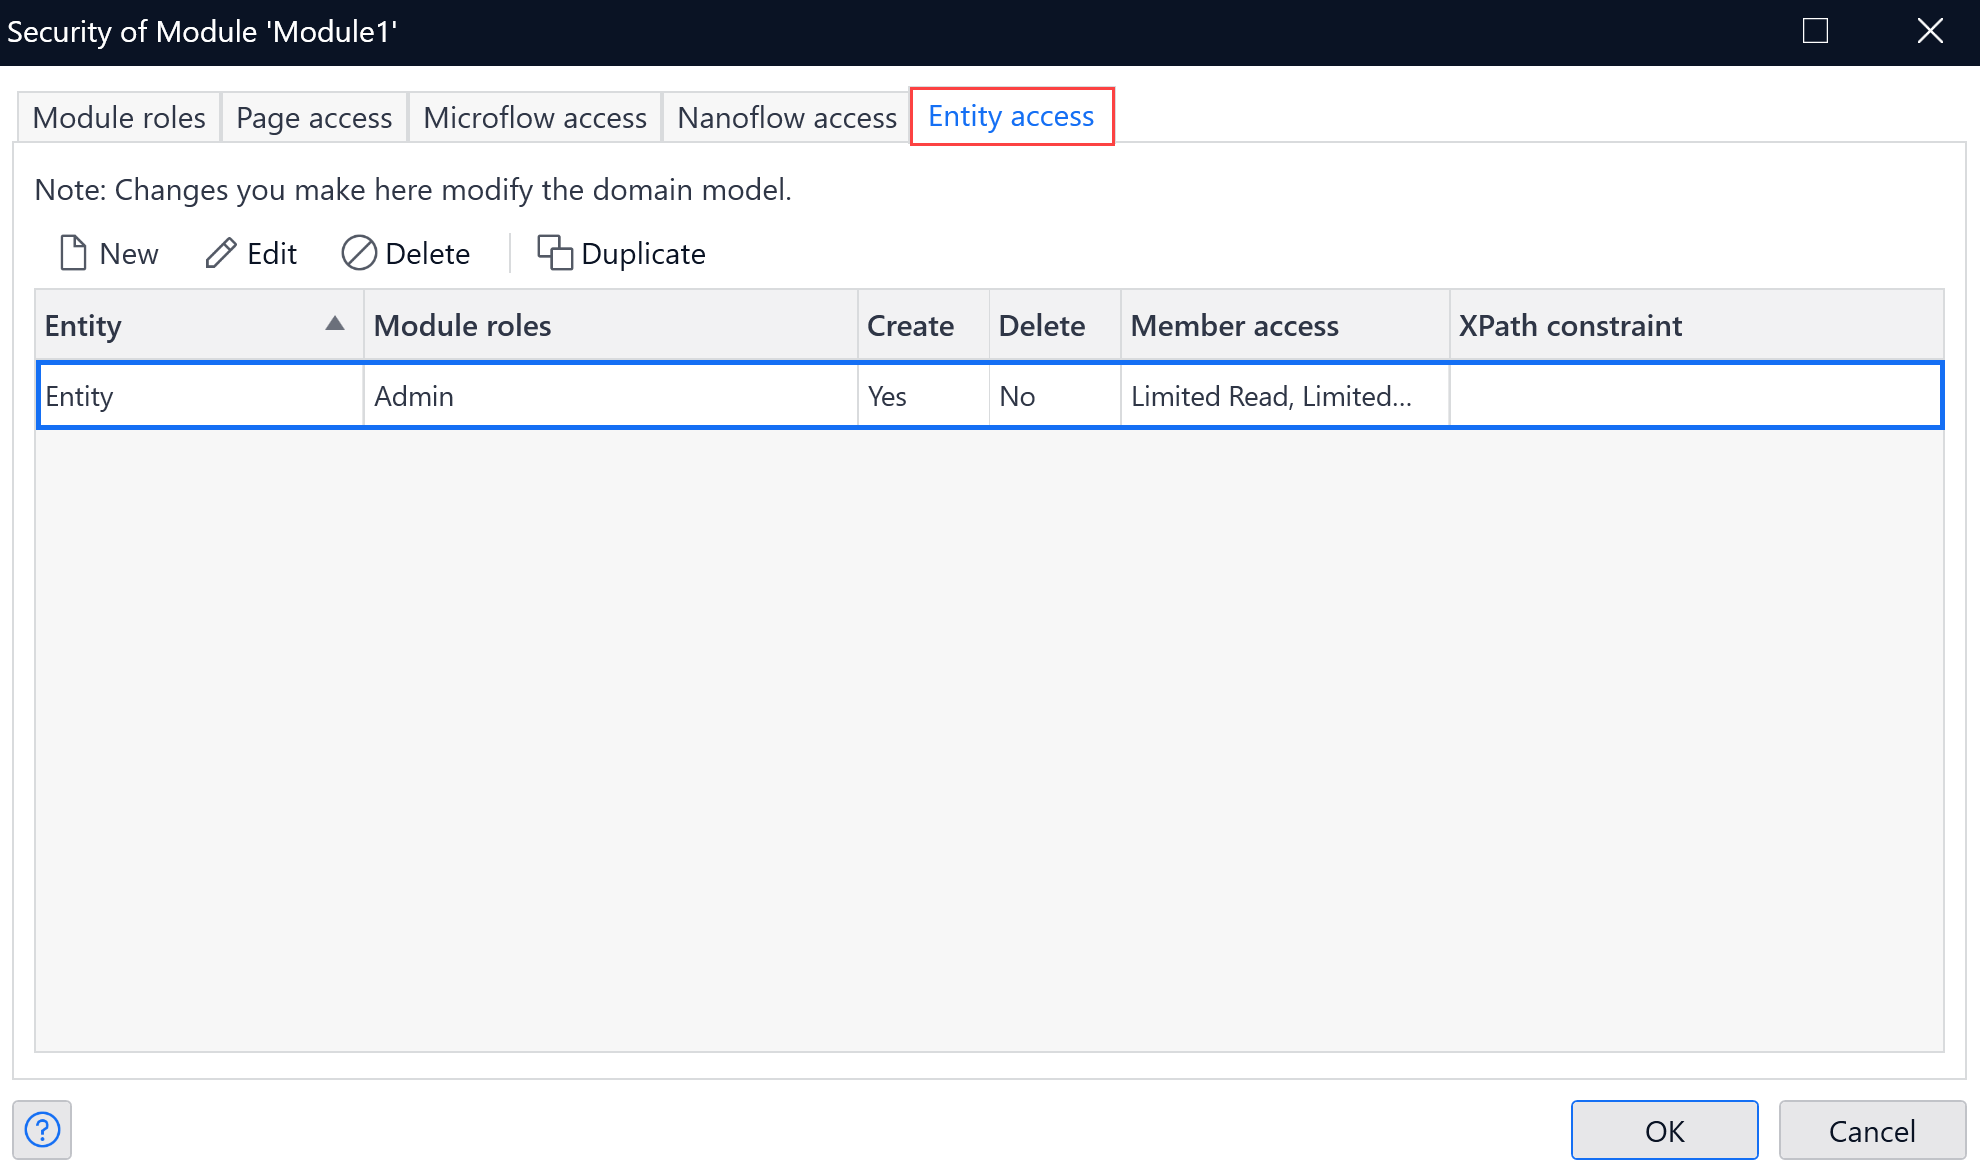 Security of Module 'Module1'
Module roles Page access Microflow access Nanoflow access Entity access
Note: Changes you make here modify the domain model.
New Edit Delete Duplicate
Entity Module roles Create Delete Member access XPath constraint
Entity Admin Yes No Limited Read, Limited...
? OK Cancel